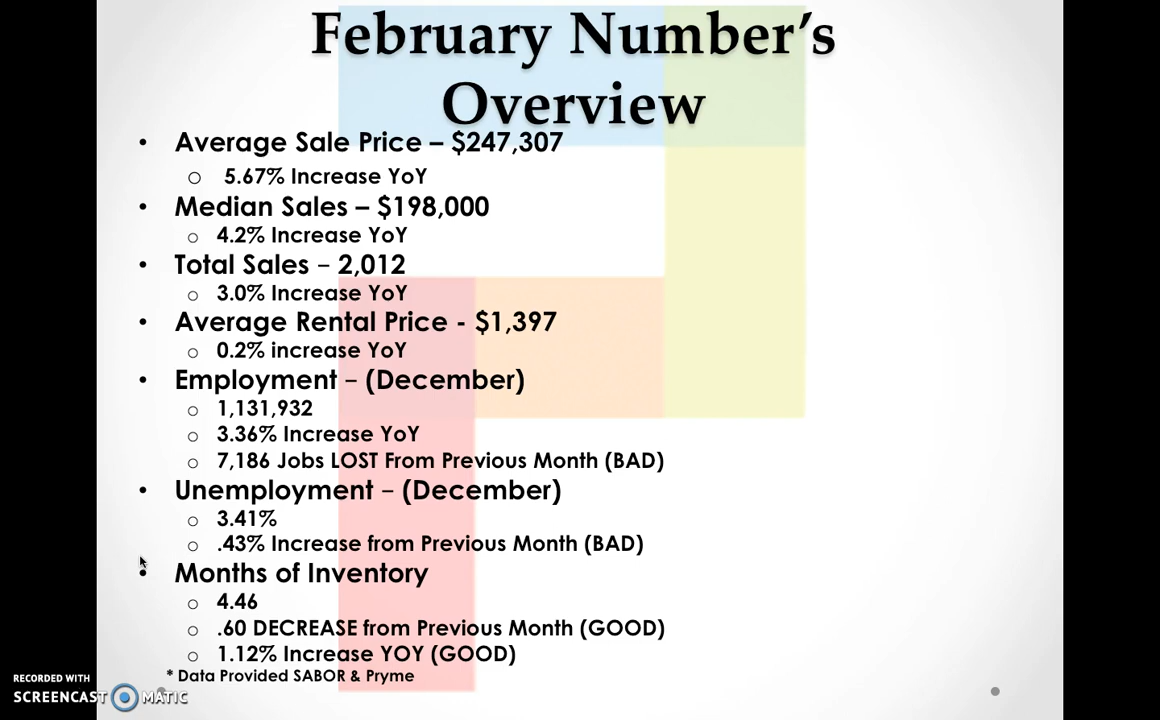 February Number's
Overview
• Average Sale Price – $247,307
o 5.67% Increase YoY
• Median Sales – $198,000
o 4.2% Increase YoY
• Total Sales – 2,012
o 3.0% Increase YoY
• Average Rental Price - $1,397
o 0.2% increase YoY
• Employment – (December)
o 1,131,932
o 3.36% Increase YoY
o 7,186 Jobs LOST From Previous Month (BAD)
• Unemployment – (December)
o 3.41%
o .43% Increase from Previous Month (BAD)
• Months of Inventory
o 4.46
o .60 DECREASE from Previous Month (GOOD)
o 1.12% Increase YOY (GOOD)
* Data Provided SABOR & Pryme
RECORDED WITH
SCREENCAST MATIC